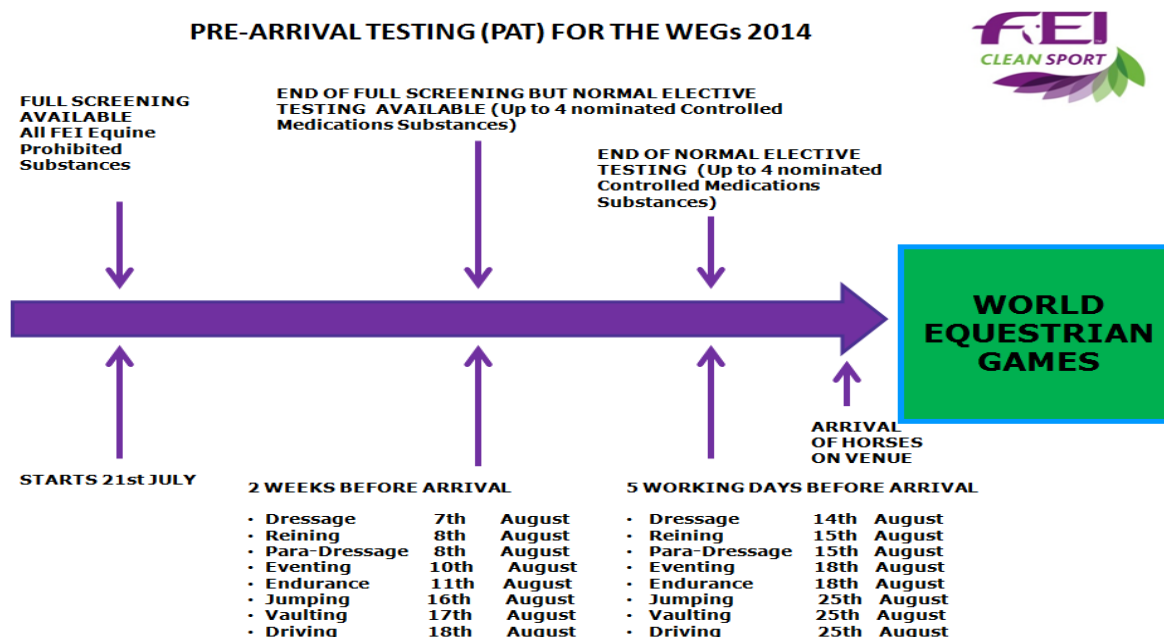 PRE-ARRIVAL TESTING (PAT) FOR THE WEGs 2014
FEI
CLEAN SPORT
FULL SCREENING
AVAILABLE
All FEI Equine
Prohibited
Substances
END OF FULL SCREENING BUT NORMAL ELECTIVE
TESTING AVAILABLE (Up to 4 nominated Controlled
Medications Substances)
END OF NORMAL ELECTIVE
TESTING (Up to 4 nominated
Controlled Medications
Substances)
WORLD
EQUESTRIAN
GAMES
ARRIVAL
OF HORSES
ON VENUE
STARTS 21st JULY
2 WEEKS BEFORE ARRIVAL
• Dressage 7th August
• Reining 8th August
• Para-Dressage 8th August
• Eventing 10th August
• Endurance 11th August
• Jumping 16th August
• Vaulting 17th August
• Driving 18th August
5 WORKING DAYS BEFORE ARRIVAL
• Dressage 14th August
• Reining 15th August
• Para-Dressage 15th August
• Eventing 18th August
• Endurance 18th August
• Jumping 25th August
• Vaulting 25th August
• Driving 25th August